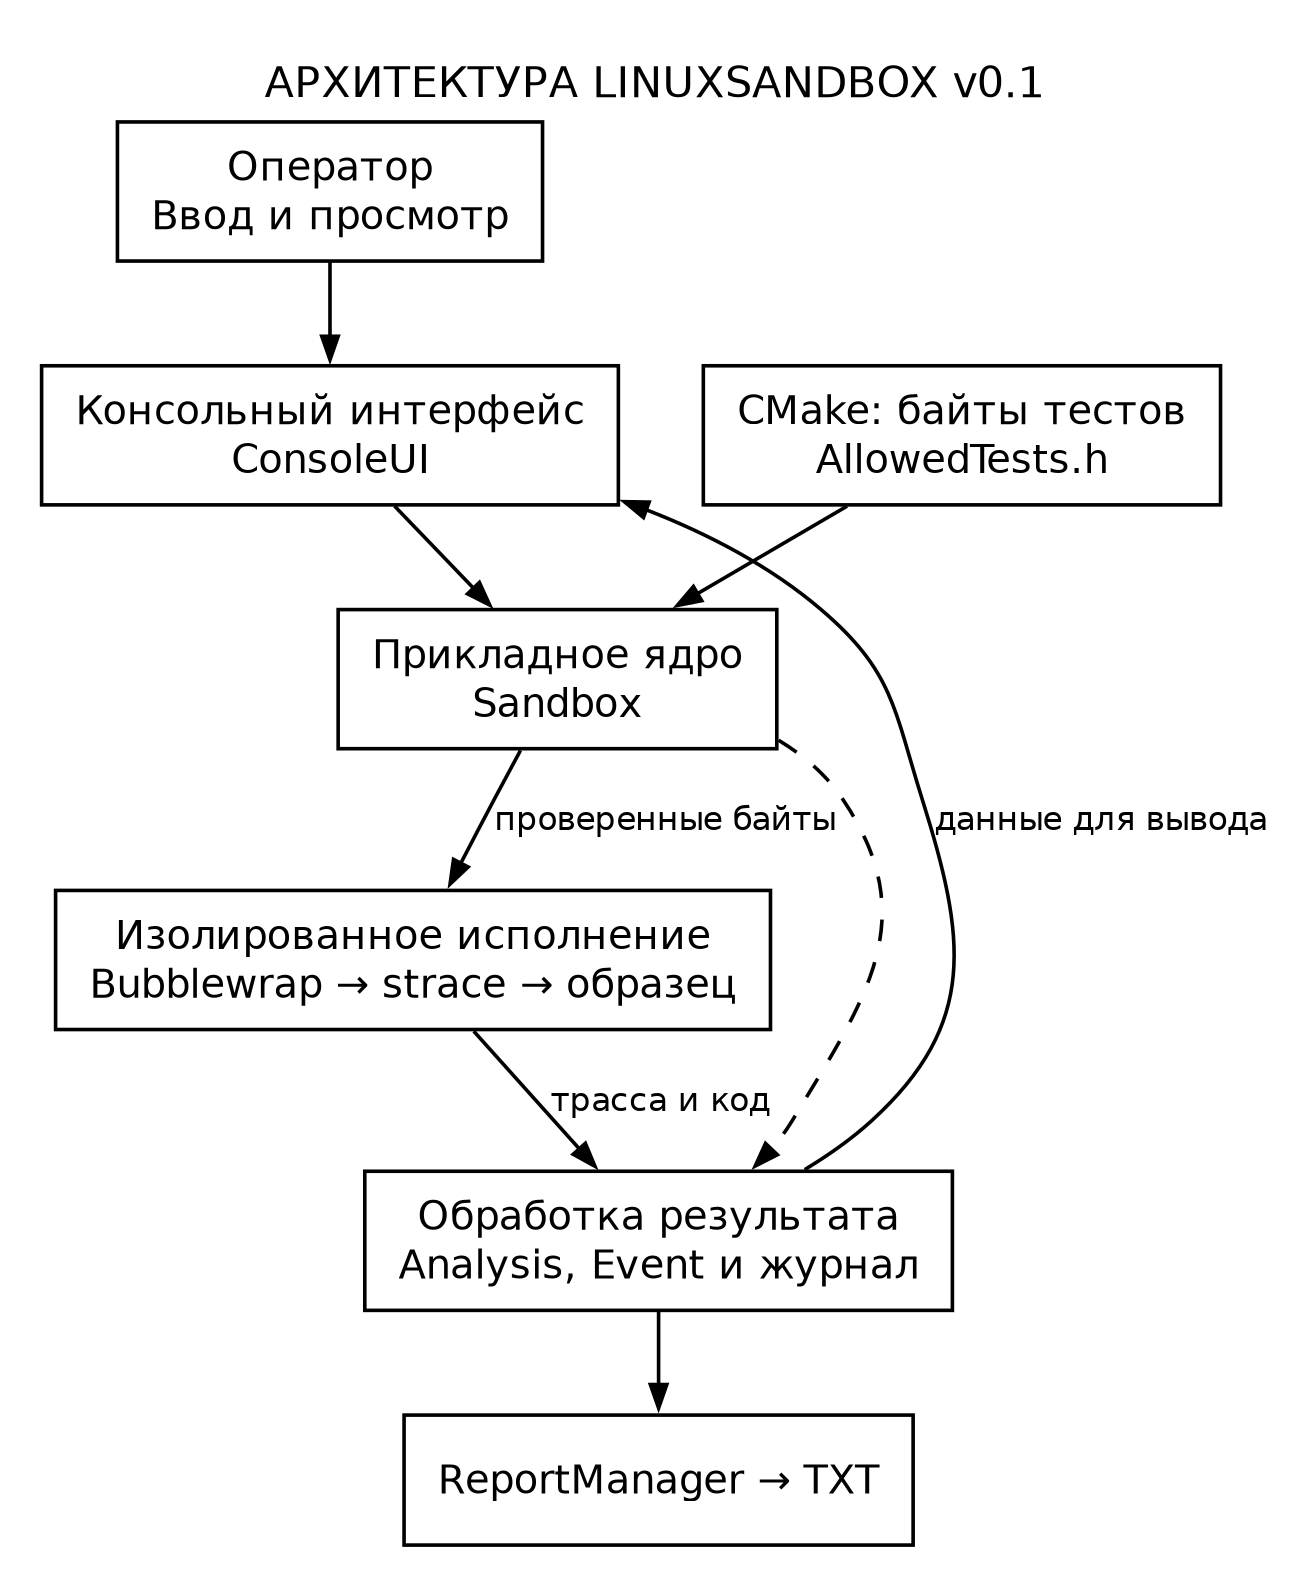 АРХИТЕКТУРА LINUXSANDBOX v0.1
Оператор
Ввод и просмотр
Консольный интерфейс
ConsoleUI
CMake: байты тестов
AllowedTests.h
Прикладное ядро
Sandbox
проверенные байты
данные для вывода
Изолированное исполнение
Bubblewrap → strace → образец
трасса и код
Обработка результата
Analysis, Event и журнал
ReportManager → TXT